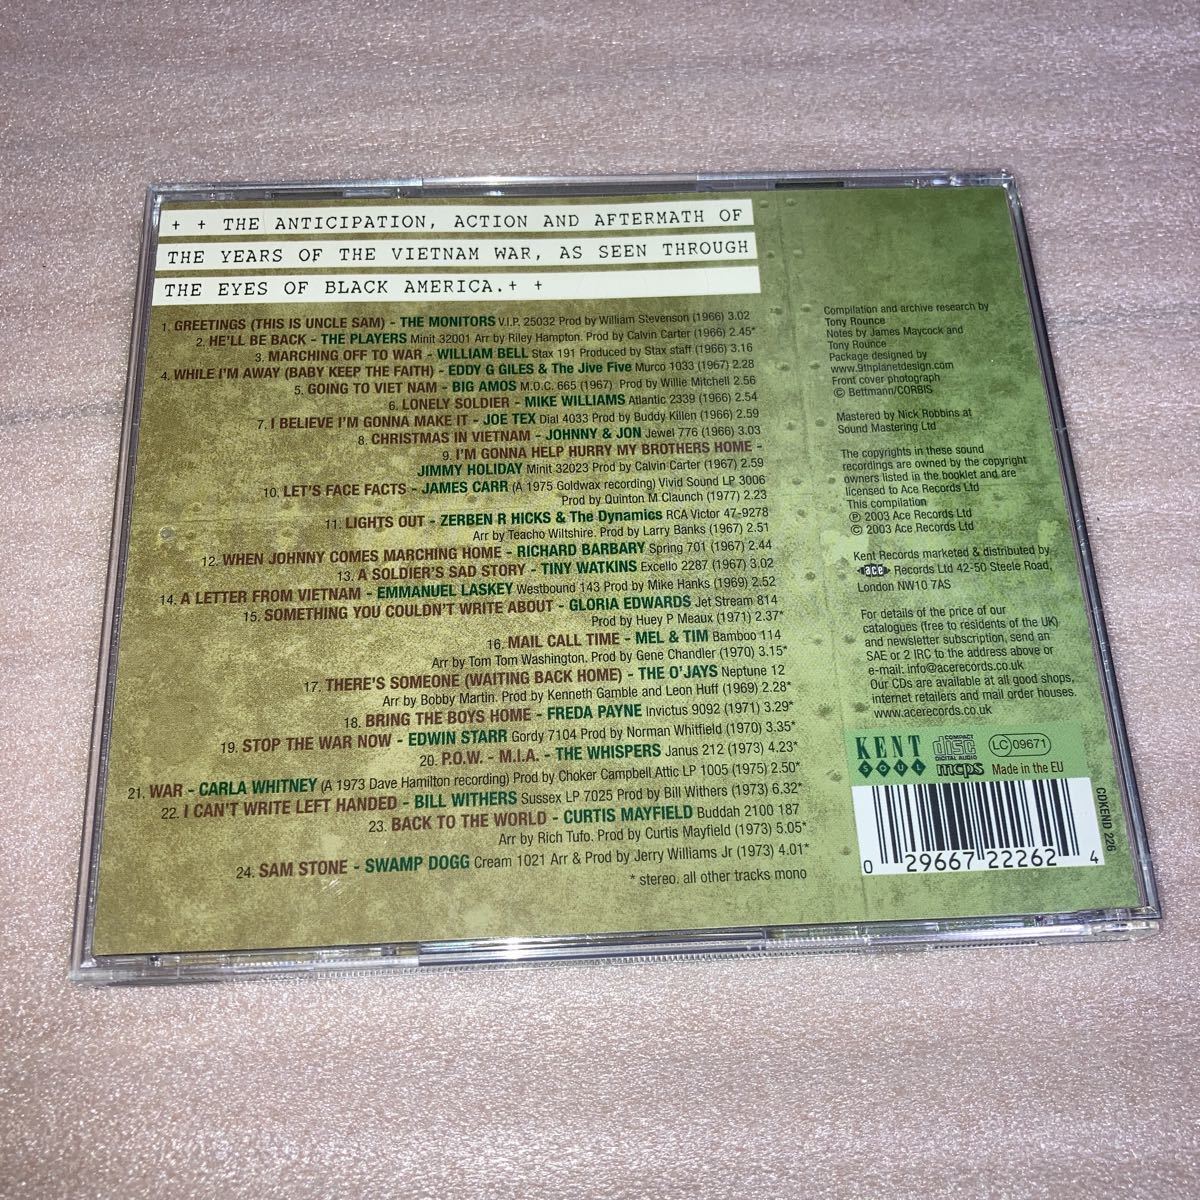 + + THE ANTICIPATION, ACTION AND AFTERMATH OF
THE YEARS OF THE VIETNAM WAR, AS SEEN THROUGH
THE EYES OF BLACK AMERICA.+ +
1. GREETINGS (THIS IS UNCLE SAM) - THE MONITORS V.I.P. 25032 Prod by William Stevenson (1966) 3.02
2. HE'LL BE BACK - THE PLAYERS Minit 32001 Arr by Riley Hampton. Prod by Calvin Carter (1966) 2.45*
3. MARCHING OFF TO WAR - WILLIAM BELL Stax 191 Produced by Stax staff (1966) 3.16
4. WHILE I'M AWAY (BABY KEEP THE FAITH) - EDDY G GILES & The Jive Five Murco 1033 (1967) 2.28
5. GOING TO VIET NAM - BIG AMOS M.O.C. 665 (1967) Prod by Willie Mitchell 2.56
6. LONELY SOLDIER - MIKE WILLIAMS Atlantic 2339 (1966) 2.54
7. I BELIEVE I'M GONNA MAKE IT - JOE TEX Dial 4033 Prod by Buddy Killen (1966) 2.59
8. CHRISTMAS IN VIETNAM - JOHNNY & JON Jewel 776 (1966) 3.03
9. I'M GONNA HELP HURRY MY BROTHERS HOME -
JIMMY HOLIDAY Minit 32023 Prod by Calvin Carter (1967) 2.59
10. LET'S FACE FACTS - JAMES CARR (A 1975 Goldwax recording) Vivid Sound LP 3006
Prod by Quinton M Claunch (1977) 2.23
11. LIGHTS OUT - ZERBEN R HICKS & The Dynamics RCA Victor 47-9278
Arr by Teacho Wiltshire. Prod by Larry Banks (1967) 2.51
12. WHEN JOHNNY COMES MARCHING HOME - RICHARD BARBARY Spring 701 (1967) 2.44
13. A SOLDIER'S SAD STORY - TINY WATKINS Excello 2287 (1967) 3.02
14. A LETTER FROM VIETNAM - EMMANUEL LASKEY Westbound 143 Prod by Mike Hanks (1969) 2.52
15. SOMETHING YOU COULDN'T WRITE ABOUT - GLORIA EDWARDS Jet Stream 814
Prod by Huey P Meaux (1971) 2.37*
16. MAIL CALL TIME - MEL & TIM Bamboo 114
Arr by Tom Tom Washington. Prod by Gene Chandler (1970) 3.15*
17. THERE'S SOMEONE (WAITING BACK HOME) - THE O'JAYS Neptune 12
Arr by Bobby Martin. Prod by Kenneth Gamble and Leon Huff (1969) 2.28*
18. BRING THE BOYS HOME - FREDA PAYNE Invictus 9092 (1971) 3.29*
19. STOP THE WAR NOW - EDWIN STARR Gordy 7104 Prod by Norman Whitfield (1970) 3.35*
20. P.O.W. - M.I.A. - THE WHISPERS Janus 212 (1973) 4.23*
21. WAR - CARLA WHITNEY (A 1973 Dave Hamilton recording) Prod by Choker Campbell Attic LP 1005 (1975) 2.50*
22. I CAN'T WRITE LEFT HANDED - BILL WITHERS Sussex LP 7025 Prod by Bill Withers (1973) 6.32*
23. BACK TO THE WORLD - CURTIS MAYFIELD Buddah 2100 187
Arr by Rich Tufo. Prod by Curtis Mayfield (1973) 5.05*
24. SAM STONE - SWAMP DOGG Cream 1021 Arr & Prod by Jerry Williams Jr (1973) 4.01*
* stereo. all other tracks mono
Compilation and archive research by
Tony Rounce
Notes by James Maycock and
Tony Rounce
Package designed by
www.9thplanetdesign.com
Front cover photograph
© Bettmann/CORBIS
Mastered by Nick Robbins at
Sound Mastering Ltd
The copyrights in these sound
recordings are owned by the copyright
owners listed in the booklet and are
licensed to Ace Records Ltd
This compilation
℗ 2003 Ace Records Ltd
© 2003 Ace Records Ltd
Kent Records marketed & distributed by
ace Records Ltd 42-50 Steele Road,
London NW10 7AS
For details of the price of our
catalogues (free to residents of the UK)
and newsletter subscription, send an
SAE or 2 IRC to the address above or
e-mail: info@acerecords.co.uk
Our CDs are available at all good shops,
internet retailers and mail order houses.
www.acerecords.co.uk
KENT
SOUL
COMPACT
disc
DIGITAL AUDIO
mcps
LC 09671
Made in the EU
CDKEND 226
0 29667 22262 4